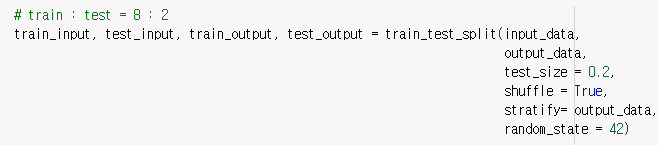 # train : test = 8 : 2
train_input, test_input, train_output, test_output = train_test_split(input_data,
output_data,
test_size = 0.2,
shuffle = True,
stratify= output_data,
random_state = 42)